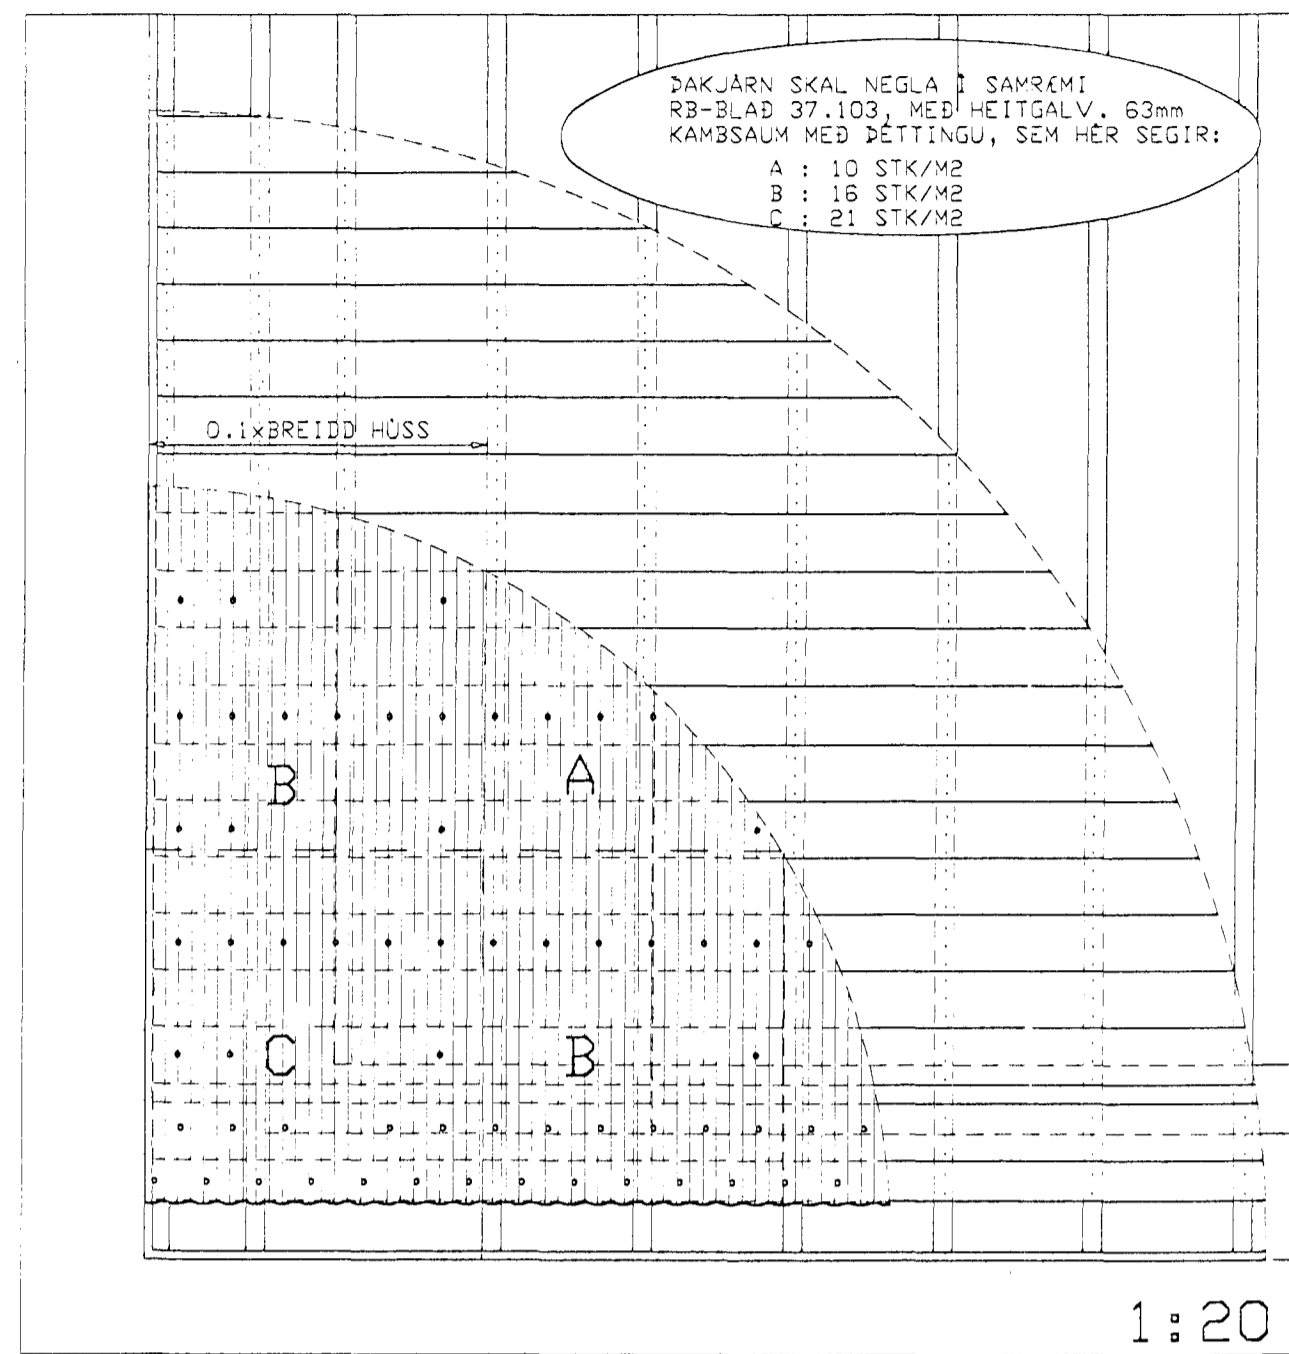 ÞAKJÁRN SKAL NEGLA Í SAMRÆMI
RB-BLAÐ 37.103, MEÐ HEITGALV. 63mm
KAMBSAUM MEÐ ÞÉTTINGU, SEM HÉR SEGIR:
A : 10 STK/M2
B : 16 STK/M2
C : 21 STK/M2
0.1xBREIDD HÚSS
B
A
C
B
1:20